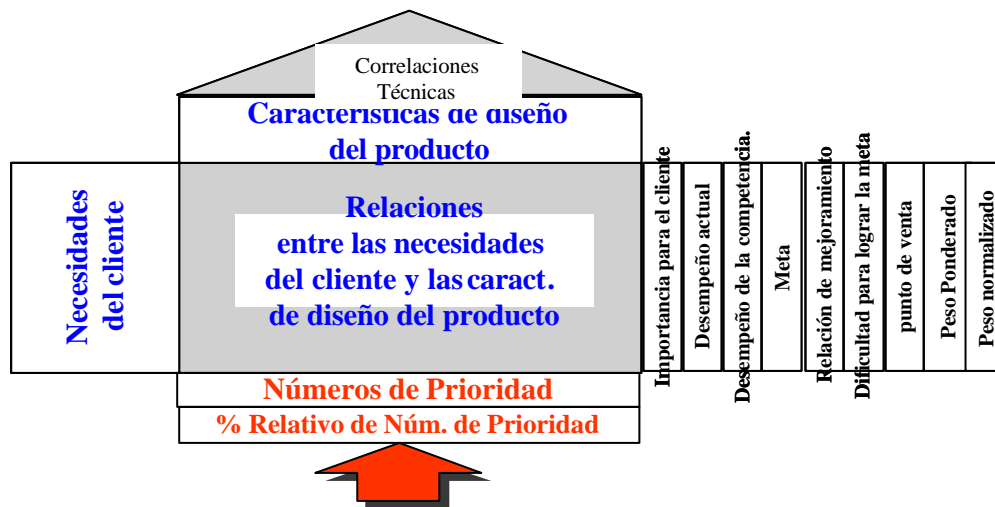 Correlaciones
Técnicas
Características de diseño
del producto
Necesidades
del cliente
Relaciones
entre las necesidades
del cliente y las caract.
de diseño del producto
Importancia para el cliente
Desempeño actual
Desempeño de la competencia.
Meta
Relación de mejoramiento
Dificultad para lograr la meta
punto de venta
Peso Ponderado
Peso normalizado
Números de Prioridad
% Relativo de Núm. de Prioridad